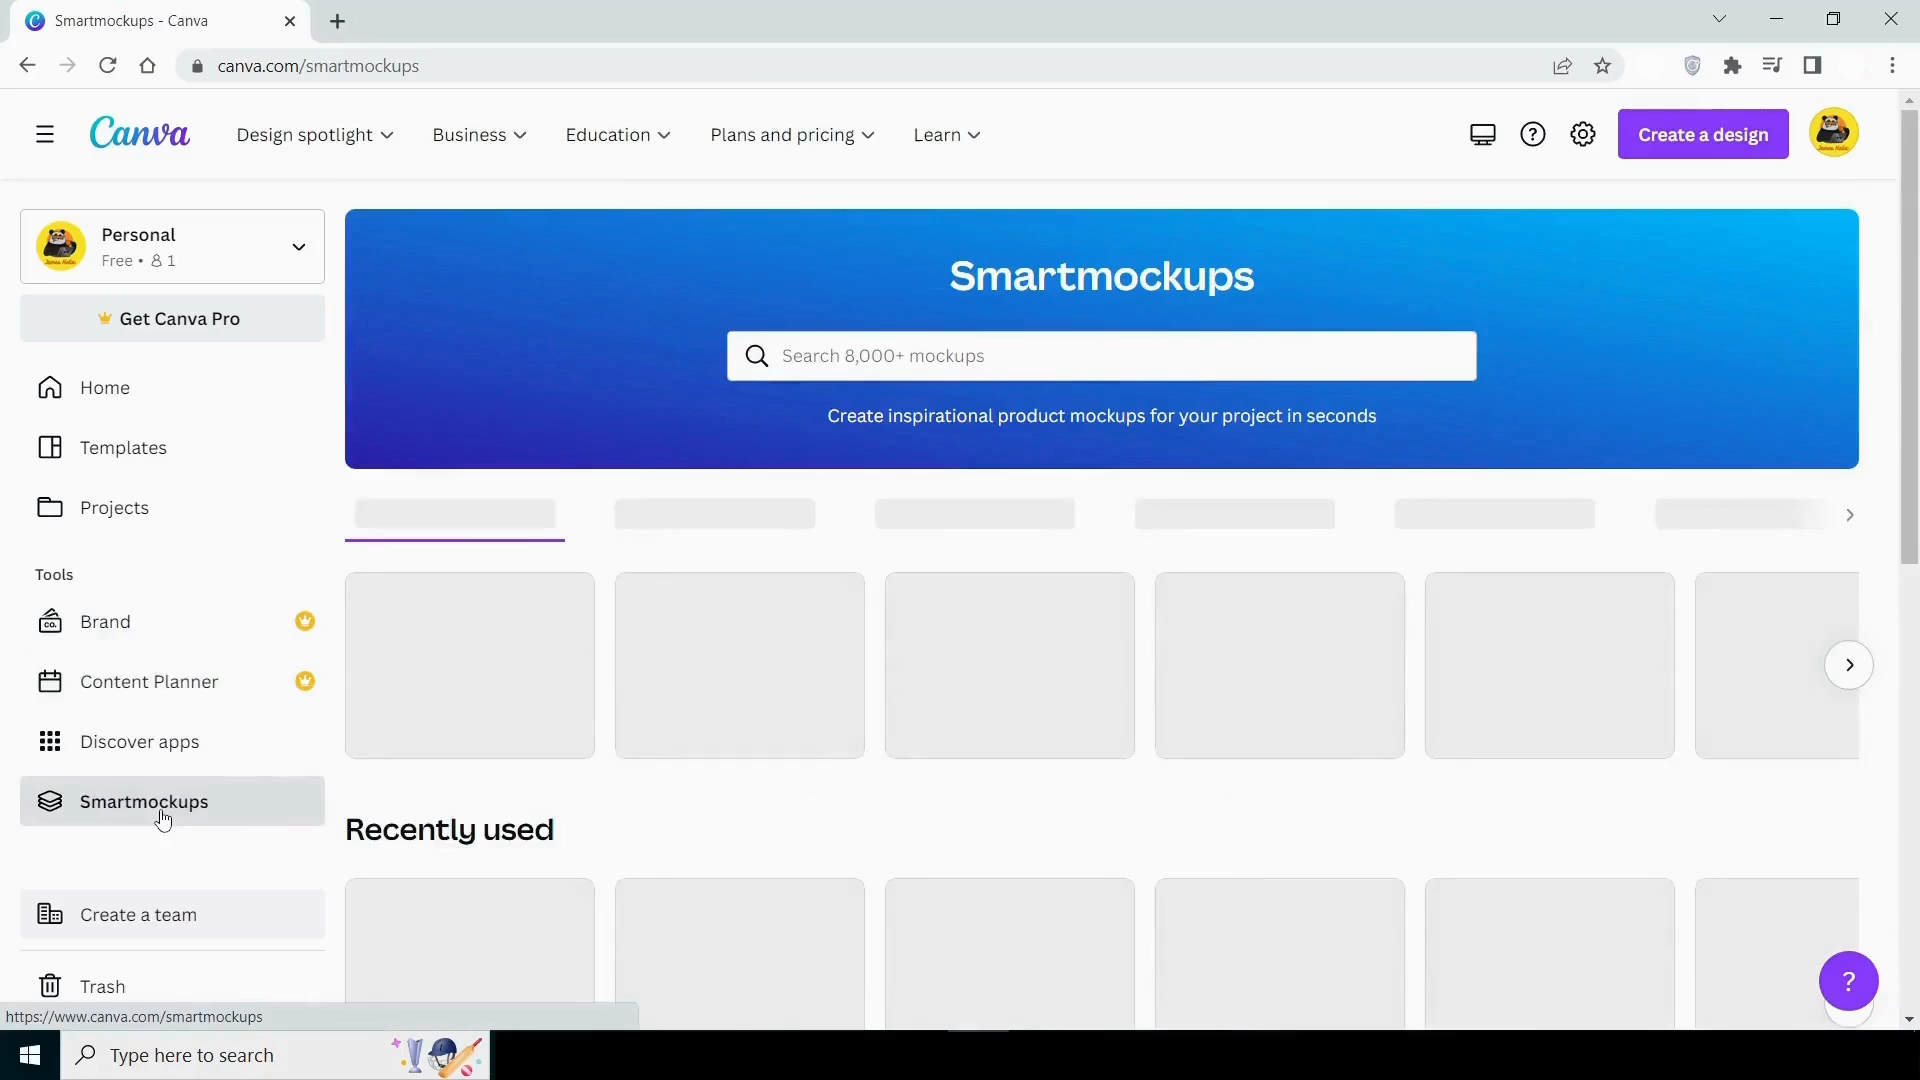 Smartmockups - Canva
canva.com/smartmockups
Canva
Design spotlight
Business
Education
Plans and pricing
Learn
Create a design
Personal
Free • 1
Get Canva Pro
Home
Templates
Projects
Tools
CO.
Brand
Content Planner
Discover apps
Smartmockups
Create a team
Trash
Smartmockups
Search 8,000+ mockups
Create inspirational product mockups for your project in seconds
Recently used
?
https://www.canva.com/smartmockups
Type here to search